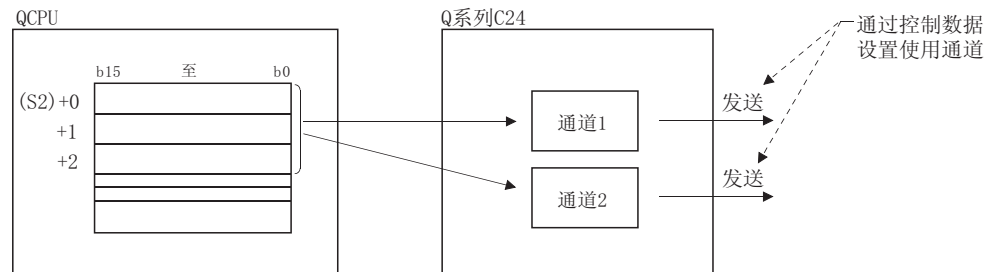 QCPU
Q系列C24
通过控制数据
设置使用通道
b15 至 b0
(S2)+0
+1
+2
通道1
发送
通道2
发送